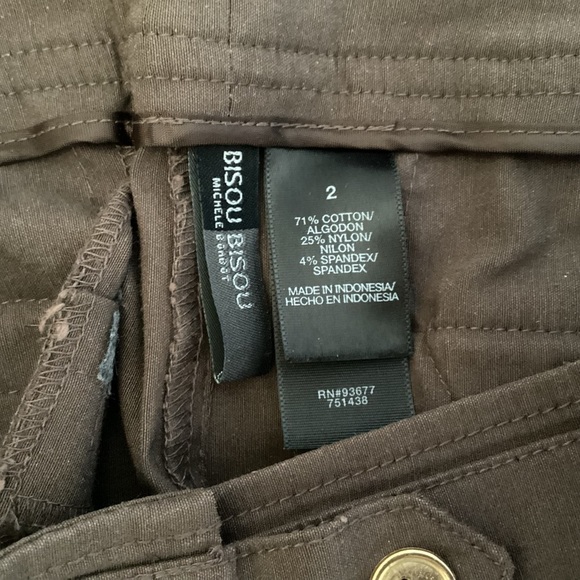 BISOU BISOU
MICHELE BOHBOT
2
71% COTTON/
ALGODON
25% NYLON/
NILON
4% SPANDEX/
SPANDEX
MADE IN INDONESIA/
HECHO EN INDONESIA
RN#93677
751438